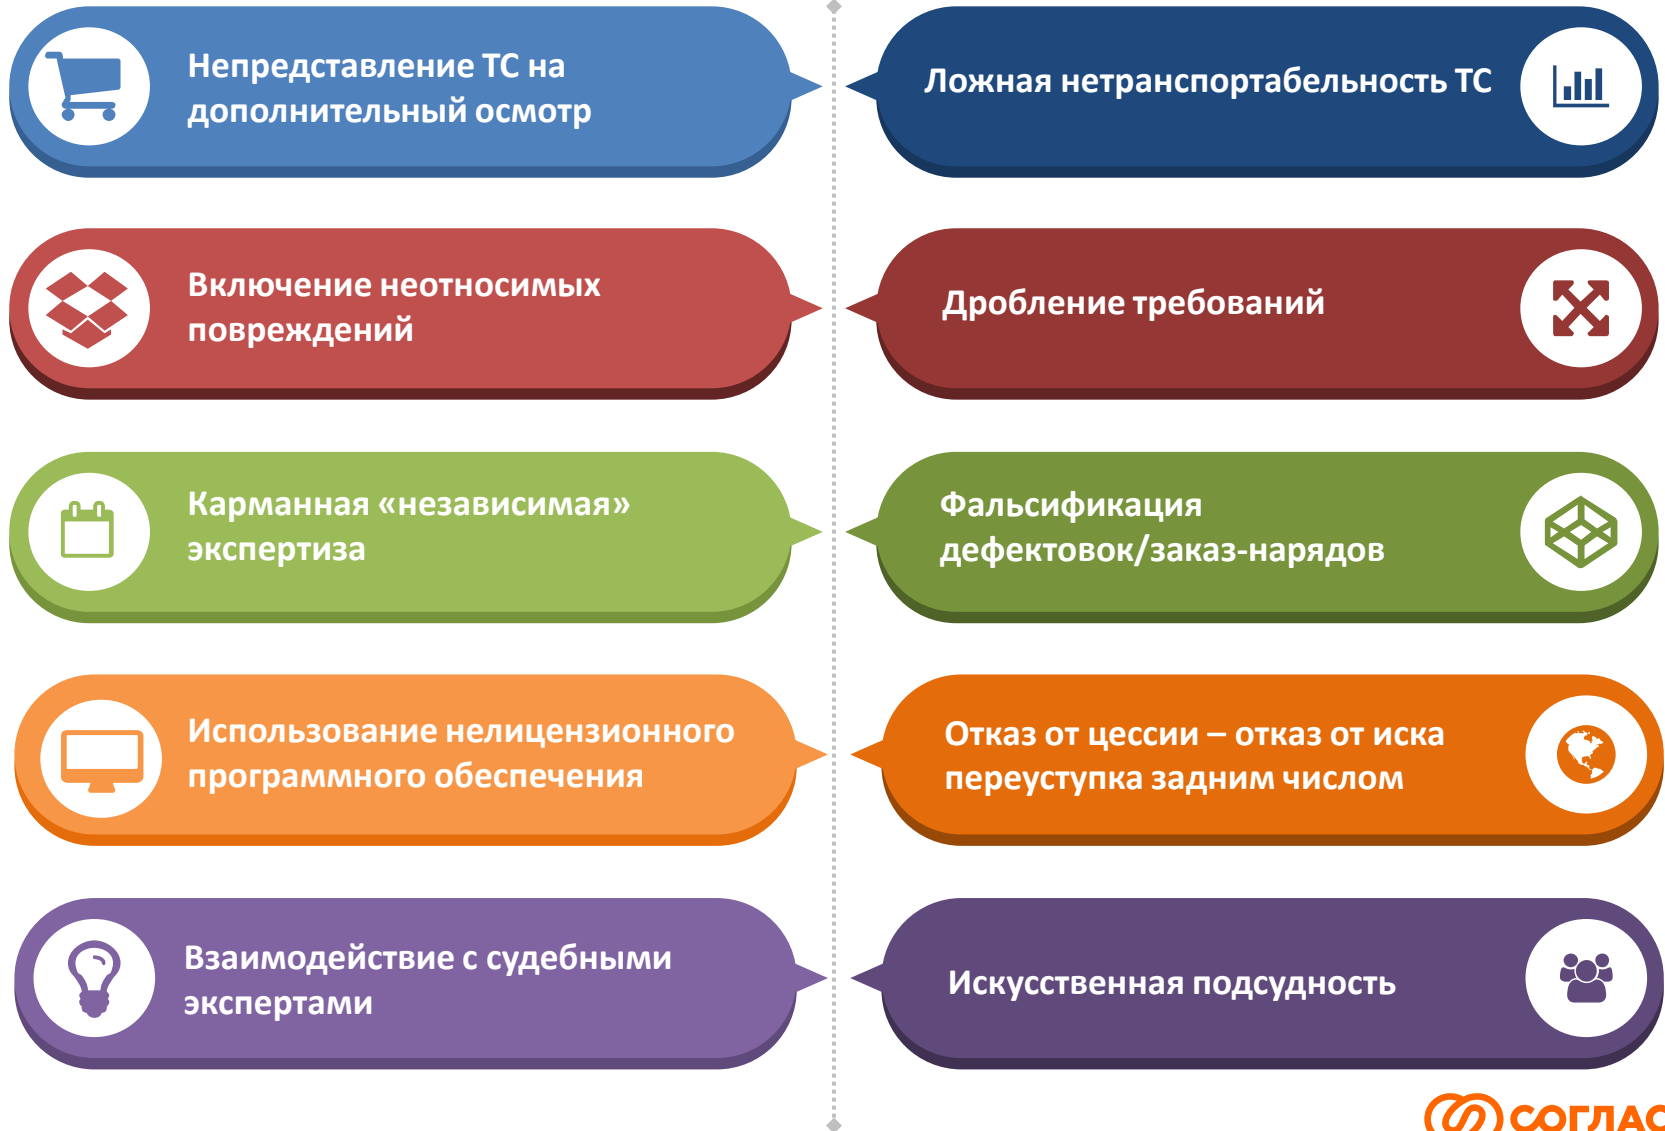 Непредставление ТС на
дополнительный осмотр
Ложная нетранспортабельность ТС
Включение неотносимых
повреждений
Дробление требований
Карманная «независимая»
экспертиза
Фальсификация
дефектовок/заказ-нарядов
Использование нелицензионного
программного обеспечения
Отказ от цессии – отказ от иска
переуступка задним числом
Взаимодействие с судебными
экспертами
Искусственная подсудность
СОГЛАС